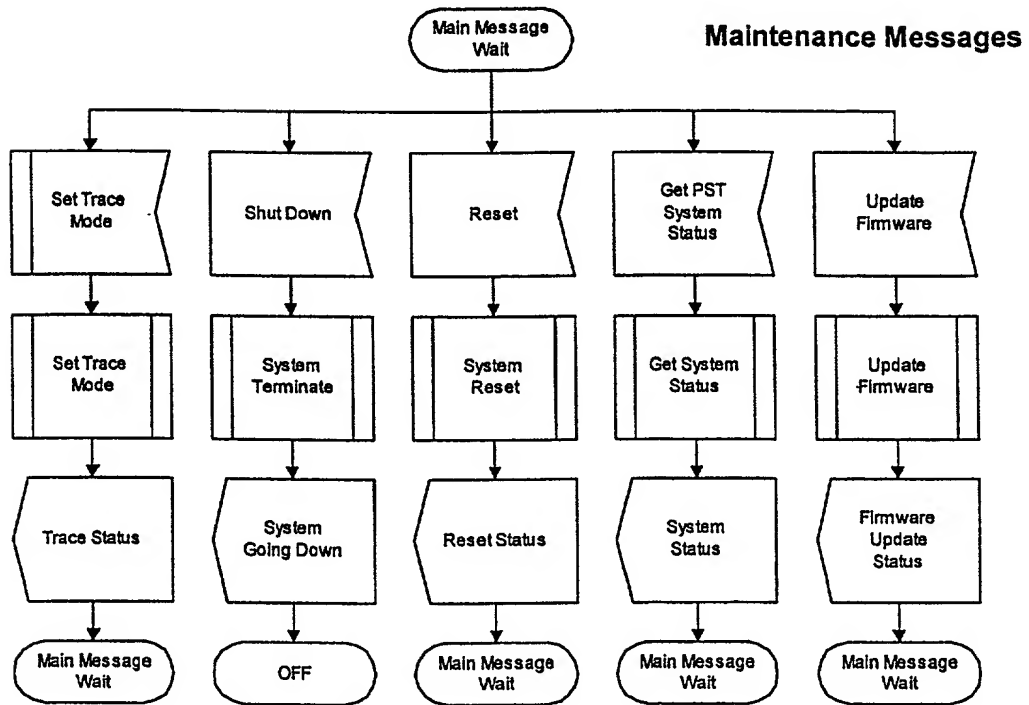 Main Message
Wait
Maintenance Messages
Set Trace
Mode
Shut Down
Reset
Get PST
System
Status
Update
Firmware
Set Trace
Mode
System
Terminate
System
Reset
Get System
Status
Update
Firmware
Trace Status
System
Going Down
Reset Status
System
Status
Firmware
Update
Status
Main Message
Wait
OFF
Main Message
Wait
Main Message
Wait
Main Message
Wait